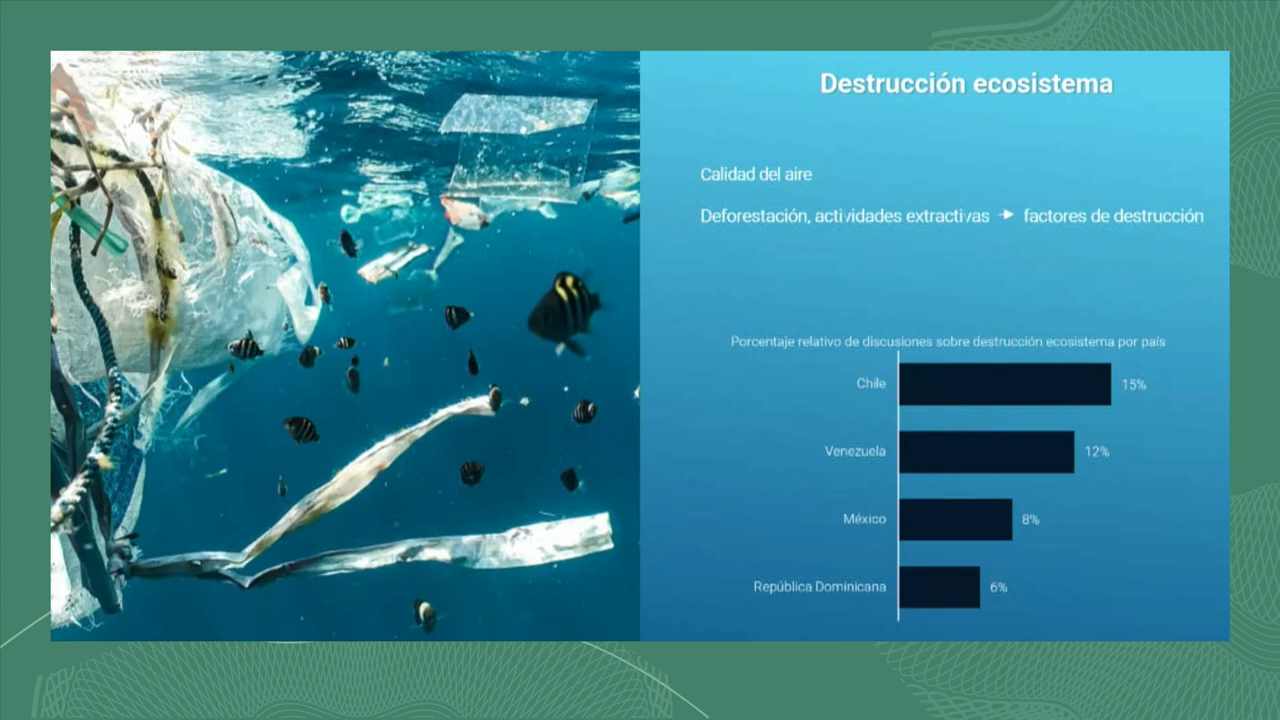 Destrucción ecosistema
Calidad del aire
Deforestación, actividades extractivas → factores de destrucción
Porcentaje relativo de discusiones sobre destrucción ecosistema por país
Chile 15%
Venezuela 12%
México 8%
República Dominicana 6%